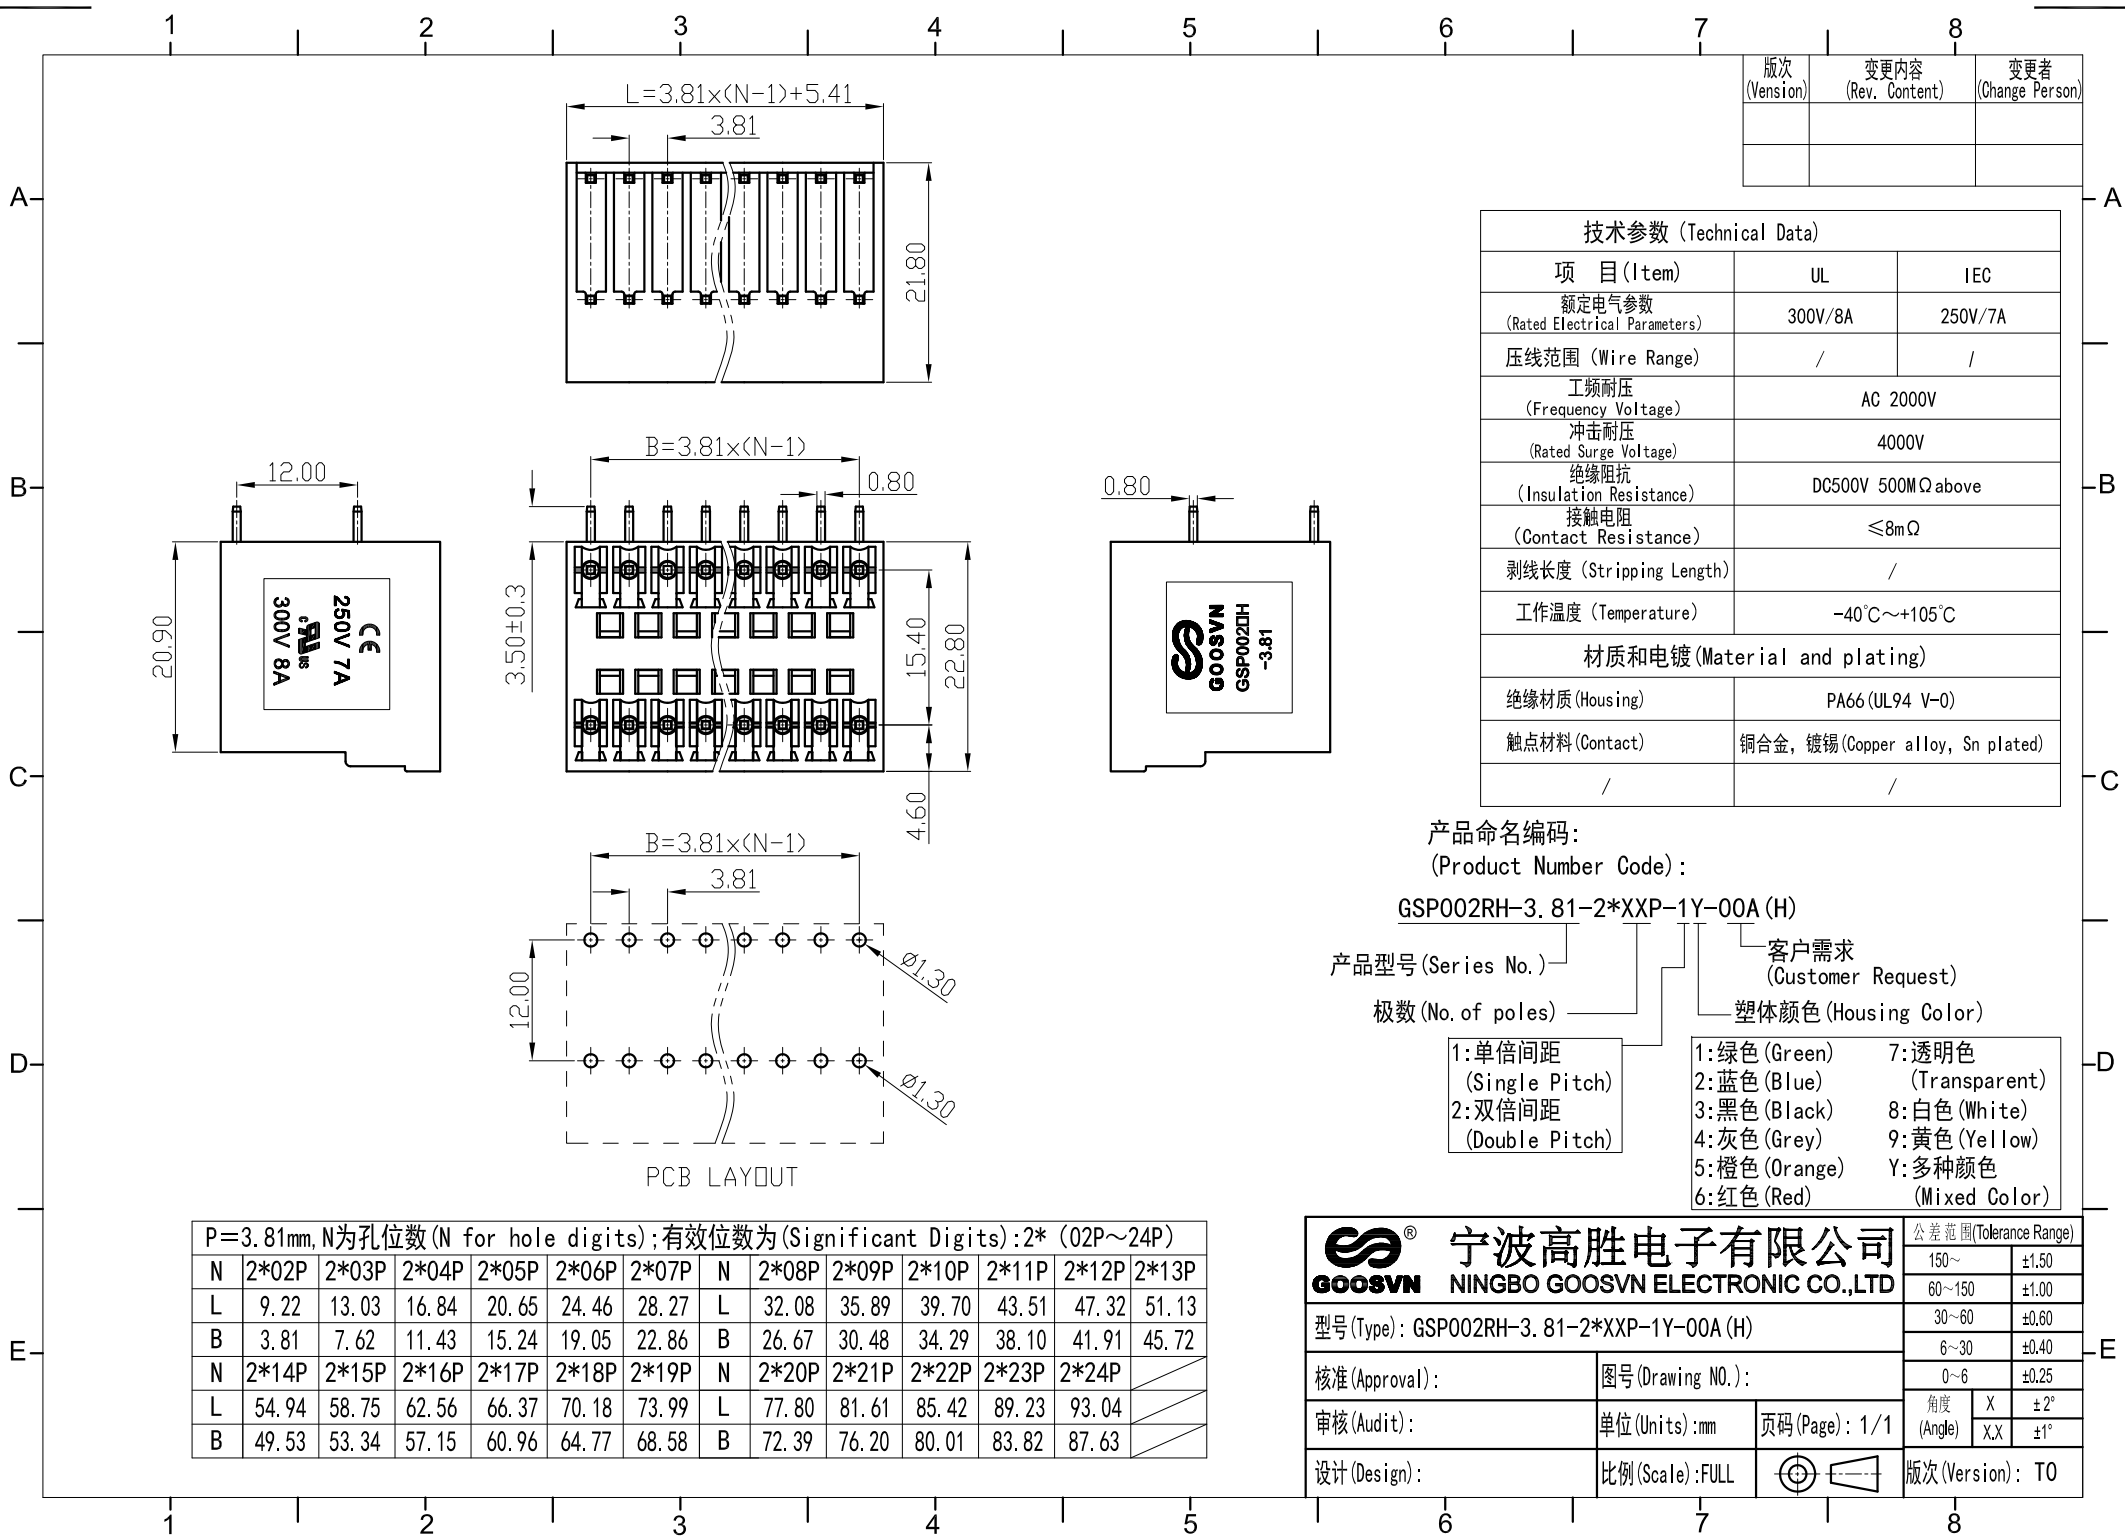 1 2 3 4 5 6 7 8
A
B
C
D
E
A
B
C
D
E
版次
(Vension)
变更内容
(Rev. Content)
变更者
(Change Person)
L=3.81x(N-1)+5.41
3.81
21.80
12.00
20.90
CE
250V 7A
c UL US
300V 8A
B=3.81x(N-1)
0.80
3.50±0.3
15.40
22.80
4.60
0.80
GOOSVN
GSP002□H
-3.81
B=3.81x(N-1)
3.81
12.00
ø1.30
ø1.30
PCB LAYOUT
技术参数 (Technical Data)
项 目(Item) UL IEC
额定电气参数
(Rated Electrical Parameters) 300V/8A 250V/7A
压线范围 (Wire Range) / /
工频耐压
(Frequency Voltage) AC 2000V
冲击耐压
(Rated Surge Voltage) 4000V
绝缘阻抗
(Insulation Resistance) DC500V 500MΩabove
接触电阻
(Contact Resistance) ≤8mΩ
剥线长度 (Stripping Length) /
工作温度 (Temperature) -40℃~+105℃
材质和电镀(Material and plating)
绝缘材质(Housing) PA66(UL94 V-0)
触点材料(Contact) 铜合金, 镀锡(Copper alloy, Sn plated)
/ /
产品命名编码:
(Product Number Code):
GSP002RH-3.81-2*XXP-1Y-00A(H)
产品型号(Series No.)
客户需求
(Customer Request)
极数(No.of poles)
塑体颜色(Housing Color)
1:单倍间距
(Single Pitch)
2:双倍间距
(Double Pitch)
1:绿色(Green) 7:透明色
2:蓝色(Blue) (Transparent)
3:黑色(Black) 8:白色(White)
4:灰色(Grey) 9:黄色(Yellow)
5:橙色(Orange) Y:多种颜色
6:红色(Red) (Mixed Color)
P=3.81mm, N为孔位数(N for hole digits);有效位数为(Significant Digits):2* (02P~24P)
N 2*02P 2*03P 2*04P 2*05P 2*06P 2*07P N 2*08P 2*09P 2*10P 2*11P 2*12P 2*13P
L 9.22 13.03 16.84 20.65 24.46 28.27 L 32.08 35.89 39.70 43.51 47.32 51.13
B 3.81 7.62 11.43 15.24 19.05 22.86 B 26.67 30.48 34.29 38.10 41.91 45.72
N 2*14P 2*15P 2*16P 2*17P 2*18P 2*19P N 2*20P 2*21P 2*22P 2*23P 2*24P
L 54.94 58.75 62.56 66.37 70.18 73.99 L 77.80 81.61 85.42 89.23 93.04
B 49.53 53.34 57.15 60.96 64.77 68.58 B 72.39 76.20 80.01 83.82 87.63
® GOOSVN
宁波高胜电子有限公司
NINGBO GOOSVN ELECTRONIC CO.,LTD
型号(Type): GSP002RH-3.81-2*XXP-1Y-00A(H)
核准(Approval): 图号(Drawing NO.):
审核(Audit): 单位(Units):mm 页码(Page): 1/1
设计(Design): 比例(Scale):FULL
公差范围(Tolerance Range)
150~ ±1.50
60~150 ±1.00
30~60 ±0.60
6~30 ±0.40
0~6 ±0.25
角度
(Angle)
X ±2°
X.X ±1°
版次(Version): T0
1 2 3 4 5 6 7 8